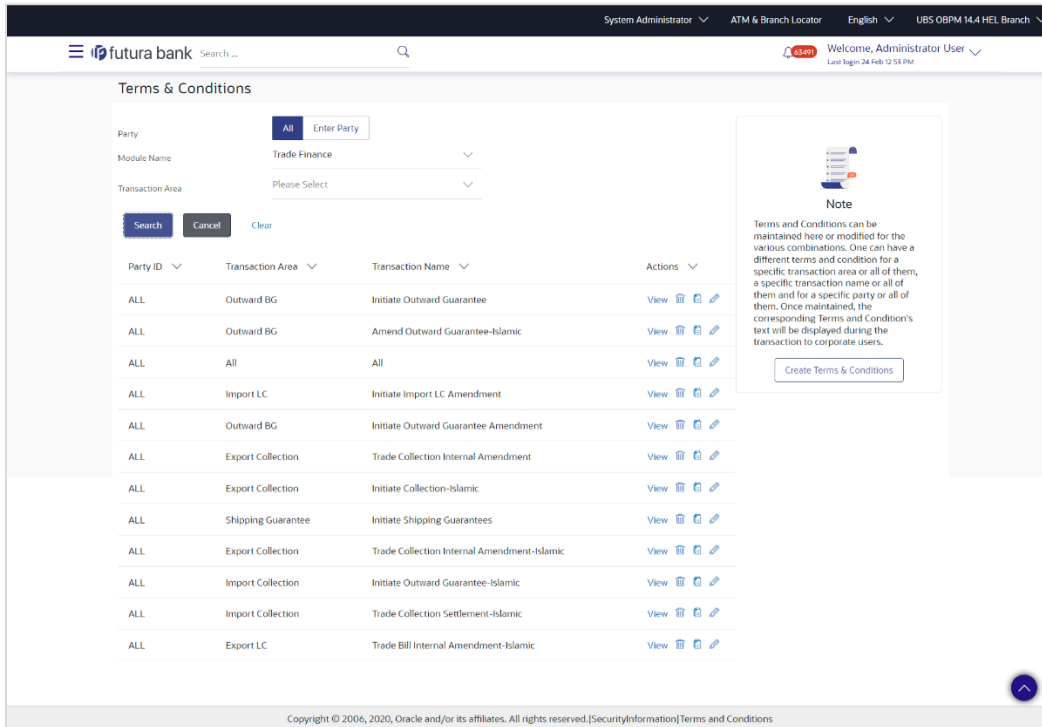 System Administrator ATM & Branch Locator English UBS OBPM 14.4 HEL Branch
futura bank Search ... 63491 Welcome, Administrator User
Last login 24 Feb 12:53 PM
Terms & Conditions
Party All Enter Party
Module Name Trade Finance
Transaction Area Please Select
Search Cancel Clear
Note
Terms and Conditions can be
maintained here or modified for the
various combinations. One can have a
different terms and condition for a
specific transaction area or all of them,
a specific transaction name or all of
them and for a specific party or all of
them. Once maintained, the
corresponding Terms and Condition's
text will be displayed during the
transaction to corporate users.
Create Terms & Conditions
Party ID Transaction Area Transaction Name Actions
ALL Outward BG Initiate Outward Guarantee View
ALL Outward BG Amend Outward Guarantee-Islamic View
ALL All All View
ALL Import LC Initiate Import LC Amendment View
ALL Outward BG Initiate Outward Guarantee Amendment View
ALL Export Collection Trade Collection Internal Amendment View
ALL Export Collection Initiate Collection-Islamic View
ALL Shipping Guarantee Initiate Shipping Guarantees View
ALL Export Collection Trade Collection Internal Amendment-Islamic View
ALL Import Collection Initiate Outward Guarantee-Islamic View
ALL Import Collection Trade Collection Settlement-Islamic View
ALL Export LC Trade Bill Internal Amendment-Islamic View
Copyright © 2006, 2020, Oracle and/or its affiliates. All rights reserved.|SecurityInformation|Terms and Conditions